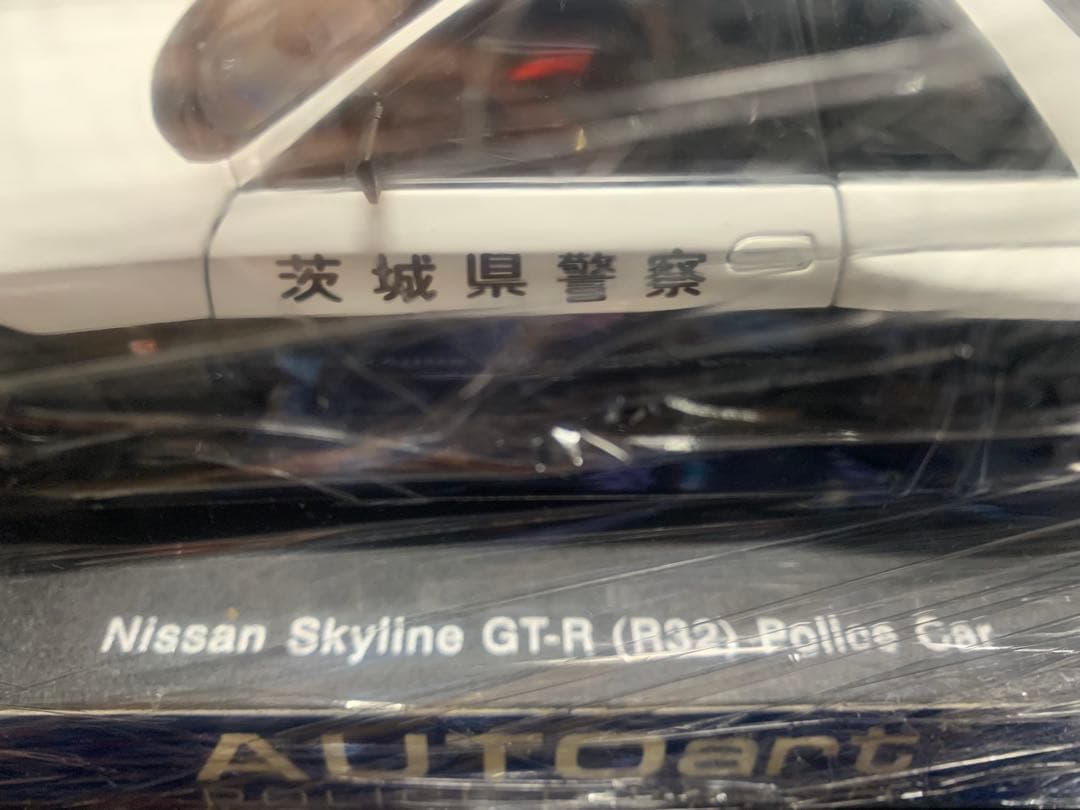 茨城県警察
Nissan Skyline GT-R (R32) Police Car
AUTOart